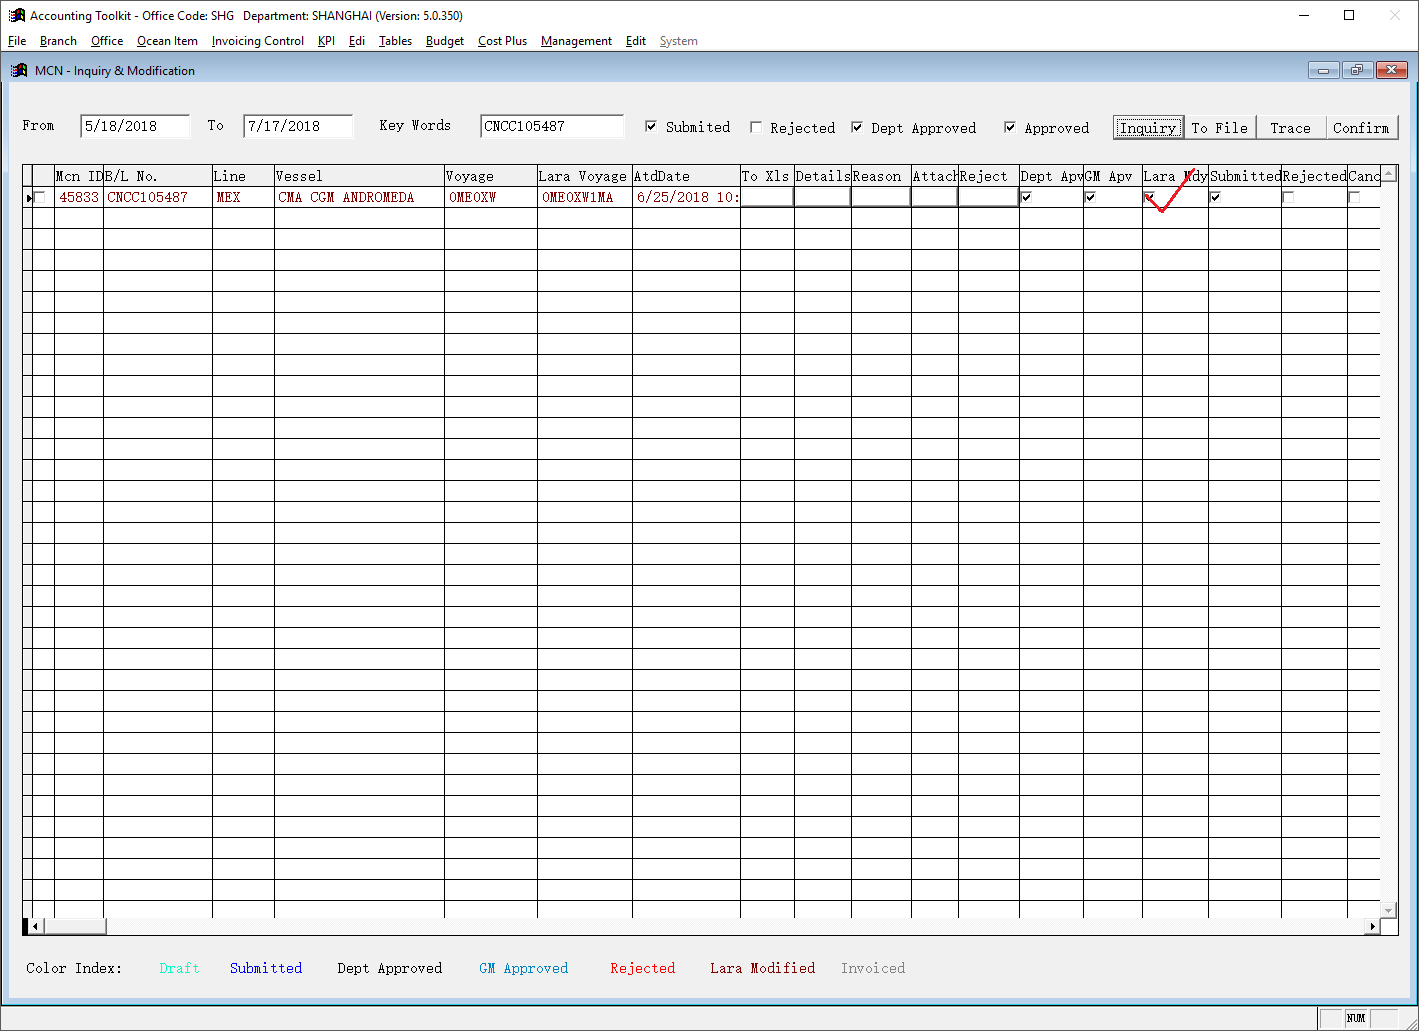 Accounting Toolkit - Office Code: SHG Department: SHANGHAI (Version: 5.0.350)
File Branch Office Ocean Item Invoicing Control KPI Edi Tables Budget Cost Plus Management Edit System
MCN - Inquiry & Modification
From 5/18/2018 To 7/17/2018 Key Words CNCC105487 Submited Rejected Dept Approved Approved Inquiry To File Trace Confirm
Mcn ID B/L No. Line Vessel Voyage Lara Voyage AtdDate To Xls Details Reason Attach Reject Dept Apv GM Apv Lara Mdy Submitted Rejected Canc
45833 CNCC105487 MEX CMA CGM ANDROMEDA OMEOXW OMEOXW1MA 6/25/2018 10:
Color Index: Draft Submitted Dept Approved GM Approved Rejected Lara Modified Invoiced
NUM